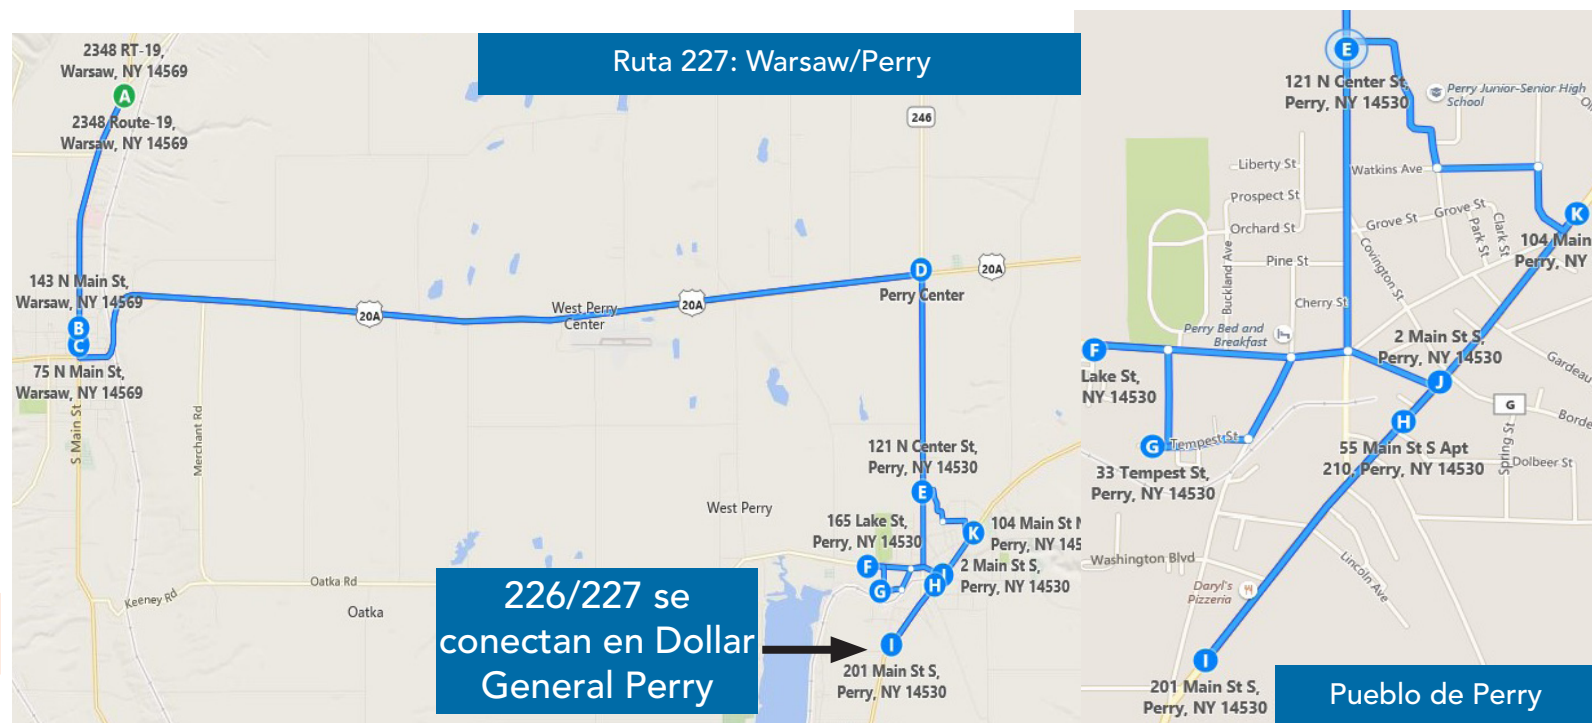 Ruta 227: Warsaw/Perry
2348 RT-19,
Warsaw, NY 14569
A
2348 Route-19,
Warsaw, NY 14569
246
143 N Main St,
Warsaw, NY 14569
B
C
75 N Main St,
Warsaw, NY 14569
S Main St
Merchant Rd
20A
West Perry
Center
20A
D
Perry Center
20A
121 N Center St,
Perry, NY 14530
E
West Perry
165 Lake St,
Perry, NY 14530
104 Main St N
Perry, NY 145
K
F
G
J
H
2 Main St S,
Perry, NY 14530
Oatka Rd
Keeney Rd
Oatka
226/227 se
conectan en Dollar
General Perry
I
201 Main St S,
Perry, NY 14530
E
121 N Center St,
Perry, NY 14530
Perry Junior-Senior High
School
Liberty St
Watkins Ave
Prospect St
Orchard St
Grove St
Grove St
Clark St
Park St
K
104 Main
Perry, NY
Pine St
Buckland Ave
Covington St
Cherry St
Perry Bed and
Breakfast
2 Main St S,
Perry, NY 14530
F
Lake St,
NY 14530
J
Gardeau
G
Borde
H
55 Main St S Apt
210, Perry, NY 14530
Spring St
Dolbeer St
G
Tempest St
33 Tempest St,
Perry, NY 14530
Washington Blvd
Lincoln Ave
Daryl's
Pizzeria
I
201 Main St S,
Perry, NY 14530
Pueblo de Perry